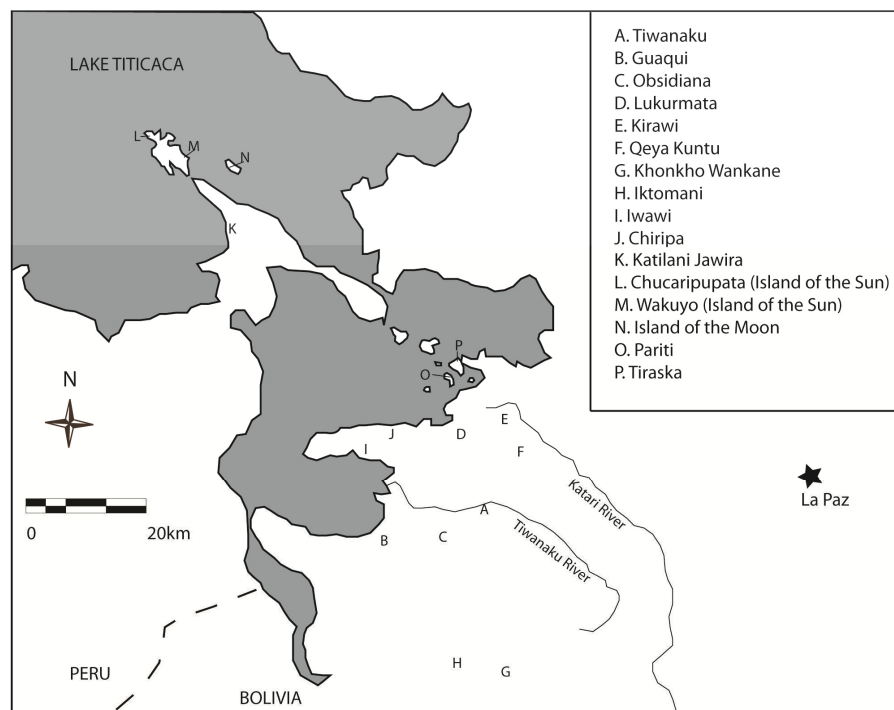 LAKE TITICACA
A. Tiwanaku
B. Guaqui
C. Obsidiana
D. Lukurmata
E. Kirawi
F. Qeya Kuntu
G. Khonkho Wankane
H. Iktomani
I. Iwawi
J. Chiripa
K. Katilani Jawira
L. Chucaripupata (Island of the Sun)
M. Wakuyo (Island of the Sun)
N. Island of the Moon
O. Pariti
P. Tiraska
L
M
N
K
P
O
N
E
J
D
I
F
Katari River
La Paz
0 20km
A
B
C
Tiwanaku River
H
G
PERU
BOLIVIA